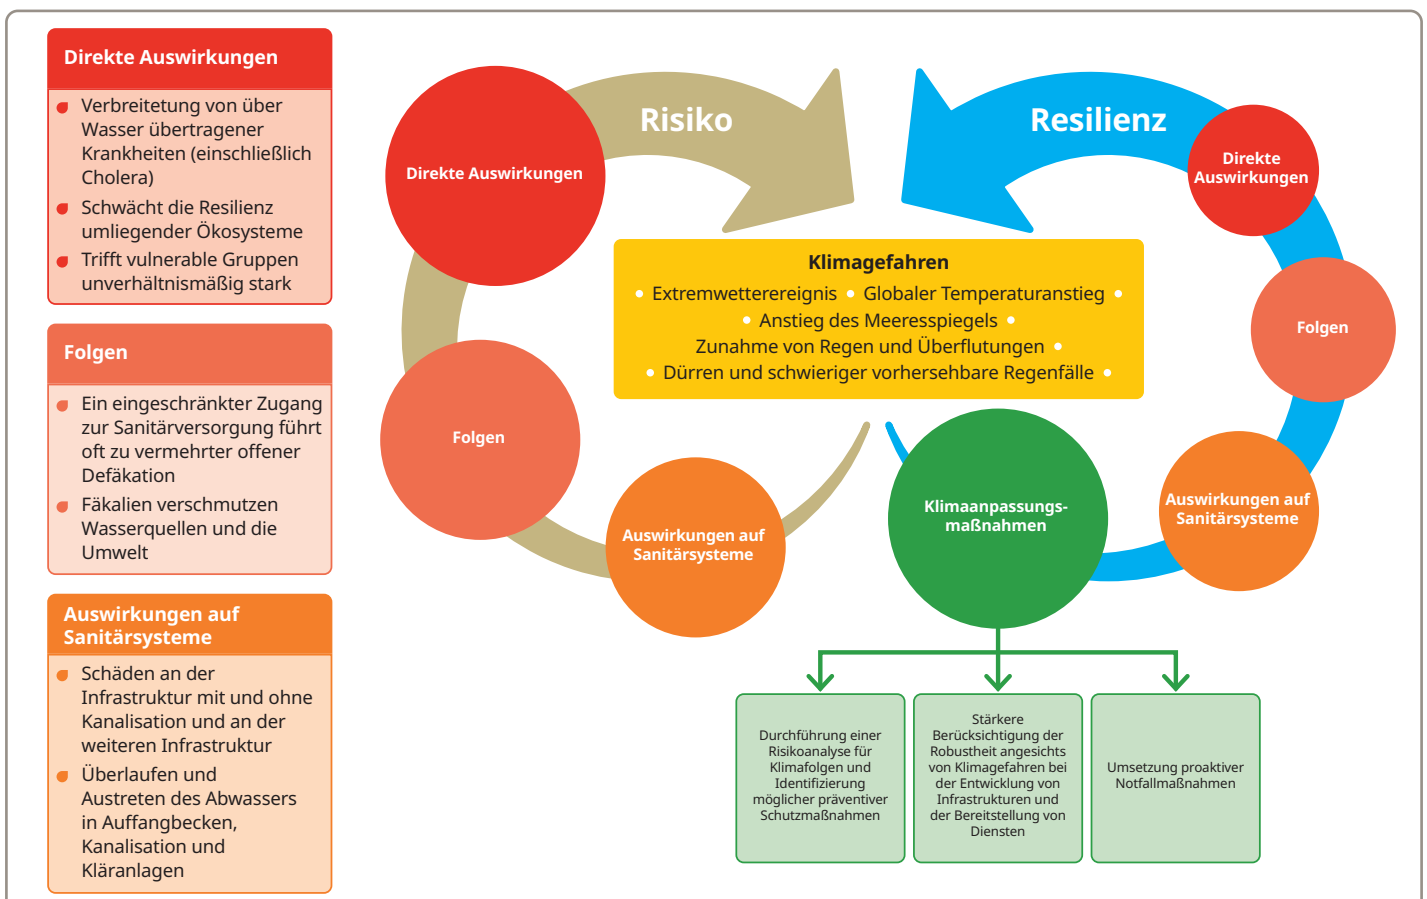 Direkte Auswirkungen
Verbreitetung von über
Wasser übertragener
Krankheiten (einschließlich
Cholera)
Schwächt die Resilienz
umliegender Ökosysteme
Trifft vulnerable Gruppen
unverhältnismäßig stark
Folgen
Ein eingeschränkter Zugang
zur Sanitärversorgung führt
oft zu vermehrter offener
Defäkation
Fäkalien verschmutzen
Wasserquellen und die
Umwelt
Auswirkungen auf
Sanitärsysteme
Schäden an der
Infrastruktur mit und ohne
Kanalisation und an der
weiteren Infrastruktur
Überlaufen und
Austreten des Abwassers
in Auffangbecken,
Kanalisation und
Kläranlagen
Risiko
Direkte Auswirkungen
Folgen
Auswirkungen auf
Sanitärsysteme
Resilienz
Direkte
Auswirkungen
Folgen
Auswirkungen auf
Sanitärsysteme
Klimagefahren
• Extremwetterereignis • Globaler Temperaturanstieg •
• Anstieg des Meeresspiegels •
Zunahme von Regen und Überflutungen •
• Dürren und schwieriger vorhersehbare Regenfälle •
Klimaanpassungs-
maßnahmen
Durchführung einer
Risikoanalyse für
Klimafolgen und
Identifizierung
möglicher präventiver
Schutzmaßnahmen
Stärkere
Berücksichtigung der
Robustheit angesichts
von Klimagefahren bei
der Entwicklung von
Infrastrukturen und
der Bereitstellung von
Diensten
Umsetzung proaktiver
Notfallmaßnahmen